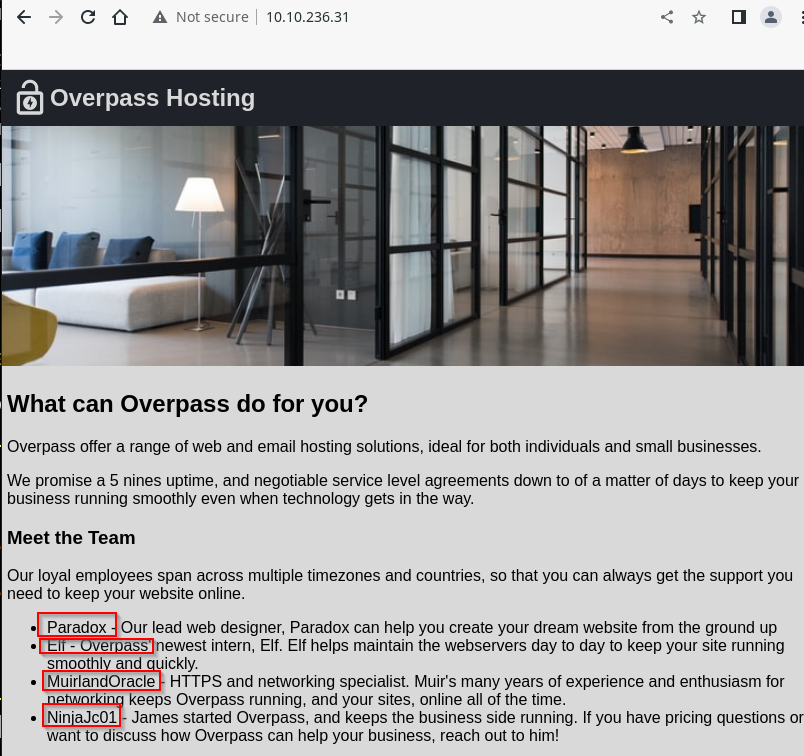 Not secure
10.10.236.31
Overpass Hosting
What can Overpass do for you?
Overpass offer a range of web and email hosting solutions, ideal for both individuals and small businesses.
We promise a 5 nines uptime, and negotiable service level agreements down to of a matter of days to keep your
business running smoothly even when technology gets in the way.
Meet the Team
Our loyal employees span across multiple timezones and countries, so that you can always get the support you
need to keep your website online.
Paradox - Our lead web designer, Paradox can help you create your dream website from the ground up
Elf - Overpass' newest intern, Elf. Elf helps maintain the webservers day to day to keep your site running
smoothly and quickly.
MuirlandOracle - HTTPS and networking specialist. Muir's many years of experience and enthusiasm for
networking keeps Overpass running, and your sites, online all of the time.
NinjaJc01 - James started Overpass, and keeps the business side running. If you have pricing questions or
want to discuss how Overpass can help your business, reach out to him!